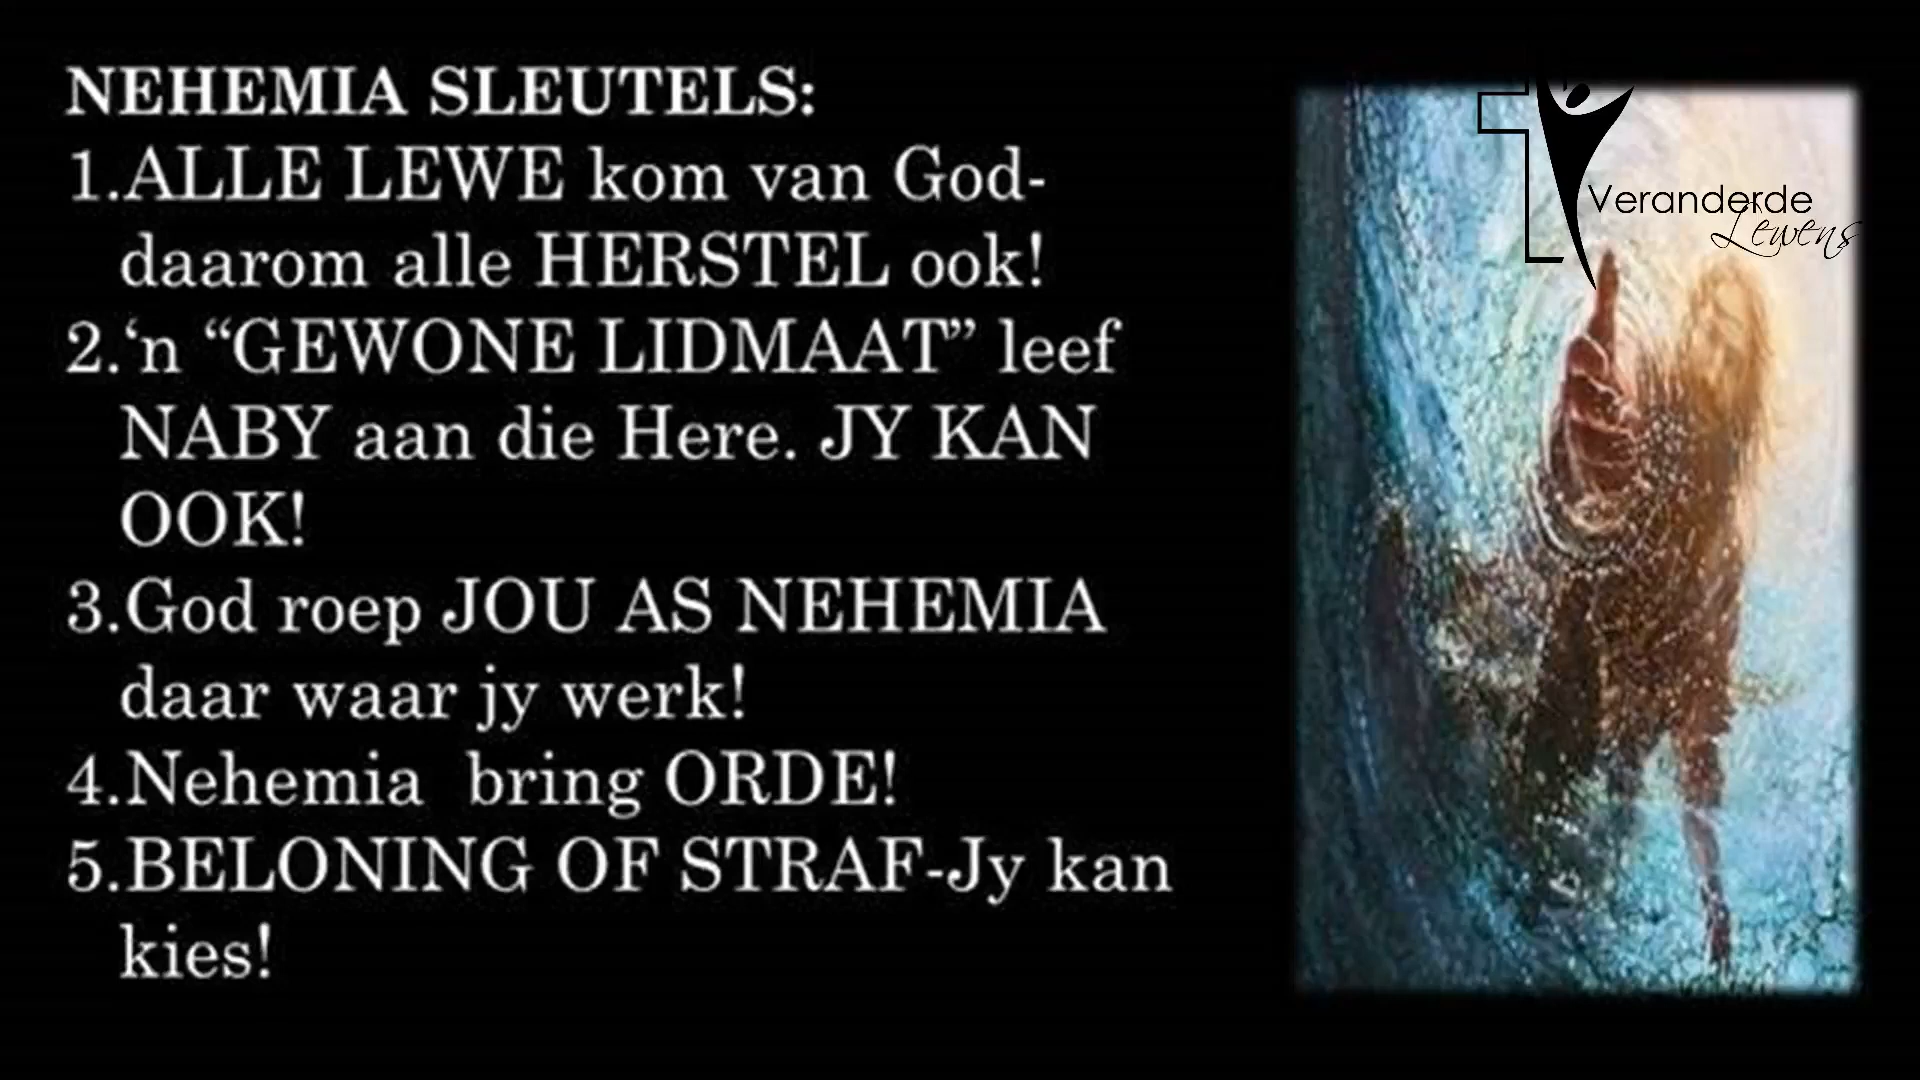 NEHEMIA SLEUTELS:
1.ALLE LEWE kom van God-
daarom alle HERSTEL ook!
2.‘n “GEWONE LIDMAAT” leef
NABY aan die Here. JY KAN
OOK!
3.God roep JOU AS NEHEMIA
daar waar jy werk!
4.Nehemia  bring ORDE!
5.BELONING OF STRAF-Jy kan
kies!
Veranderde
Lewens